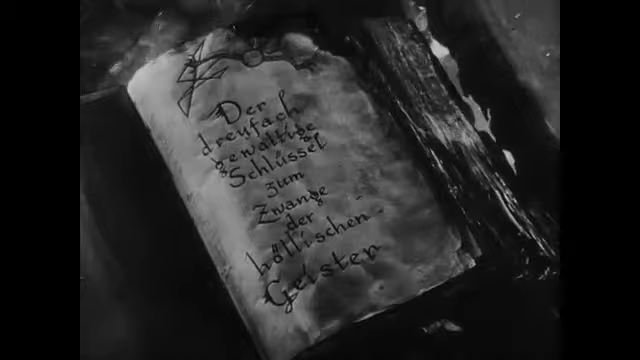 Der
dreyfach
gewaltige
Schlüssel
zum
Zwange
der
höllischen
Geister